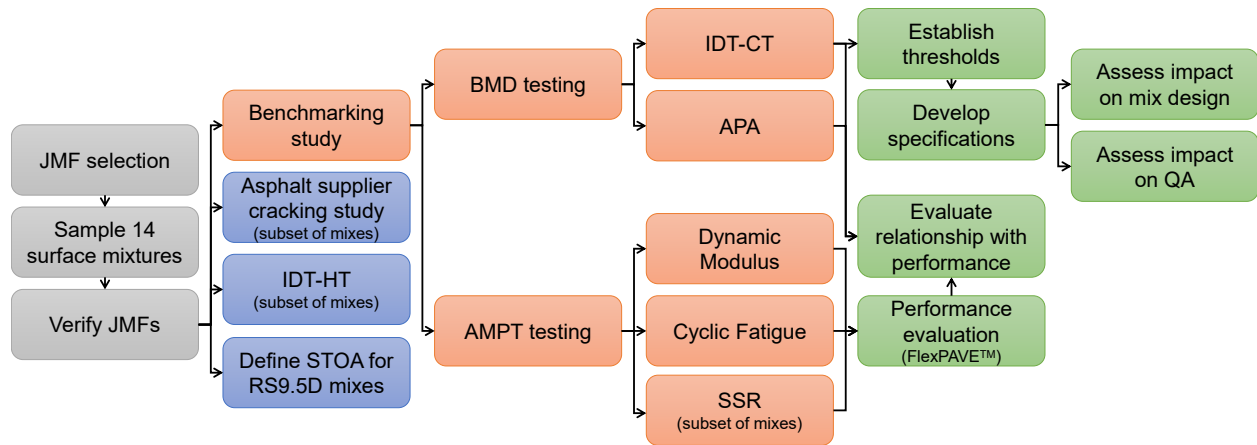 JMF selection
Sample 14
surface mixtures
Verify JMFs
Benchmarking
study
Asphalt supplier
cracking study
(subset of mixes)
IDT-HT
(subset of mixes)
Define STOA for
RS9.5D mixes
BMD testing
AMPT testing
IDT-CT
APA
Dynamic
Modulus
Cyclic Fatigue
SSR
(subset of mixes)
Establish
thresholds
Develop
specifications
Evaluate
relationship with
performance
Performance
evaluation
(FlexPAVE™)
Assess impact
on mix design
Assess impact
on QA